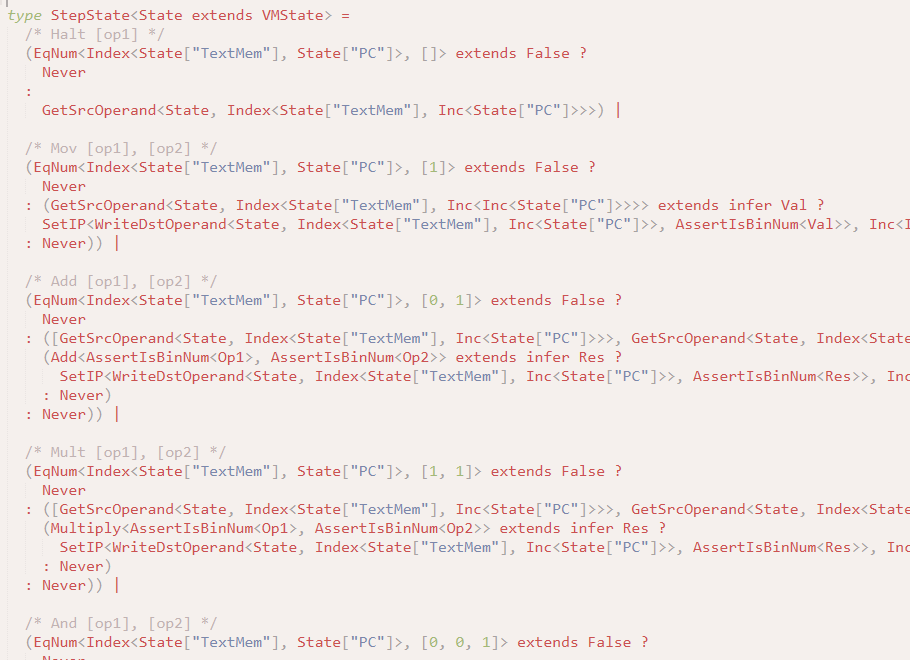 type StepState<State extends VMState> =
/* Halt [op1] */
(EqNum<Index<State["TextMem"], State["PC"]>, []> extends False ?
Never
:
GetSrcOperand<State, Index<State["TextMem"], Inc<State["PC"]>>>) |
/* Mov [op1], [op2] */
(EqNum<Index<State["TextMem"], State["PC"]>, [1]> extends False ?
Never
: (GetSrcOperand<State, Index<State["TextMem"], Inc<Inc<State["PC"]>>>> extends infer Val ?
SetIP<WriteDstOperand<State, Index<State["TextMem"], Inc<State["PC"]>>, AssertIsBinNum<Val>>, Inc<I
: Never)) |
/* Add [op1], [op2] */
(EqNum<Index<State["TextMem"], State["PC"]>, [0, 1]> extends False ?
Never
: ([GetSrcOperand<State, Index<State["TextMem"], Inc<State["PC"]>>>, GetSrcOperand<State, Index<State
(Add<AssertIsBinNum<Op1>, AssertIsBinNum<Op2>> extends infer Res ?
SetIP<WriteDstOperand<State, Index<State["TextMem"], Inc<State["PC"]>>, AssertIsBinNum<Res>>, Inc
: Never)
: Never)) |
/* Mult [op1], [op2] */
(EqNum<Index<State["TextMem"], State["PC"]>, [1, 1]> extends False ?
Never
: ([GetSrcOperand<State, Index<State["TextMem"], Inc<State["PC"]>>>, GetSrcOperand<State, Index<State
(Multiply<AssertIsBinNum<Op1>, AssertIsBinNum<Op2>> extends infer Res ?
SetIP<WriteDstOperand<State, Index<State["TextMem"], Inc<State["PC"]>>, AssertIsBinNum<Res>>, Inc
: Never)
: Never)) |
/* And [op1], [op2] */
(EqNum<Index<State["TextMem"], State["PC"]>, [0, 0, 1]> extends False ?